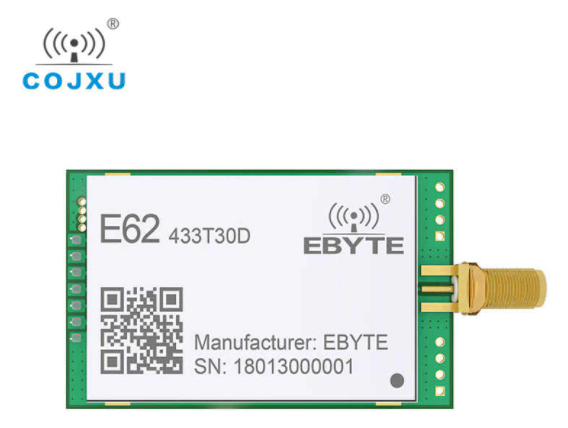 ®
COJXU
E62 433T30D
®
EBYTE
Manufacturer: EBYTE
SN: 18013000001